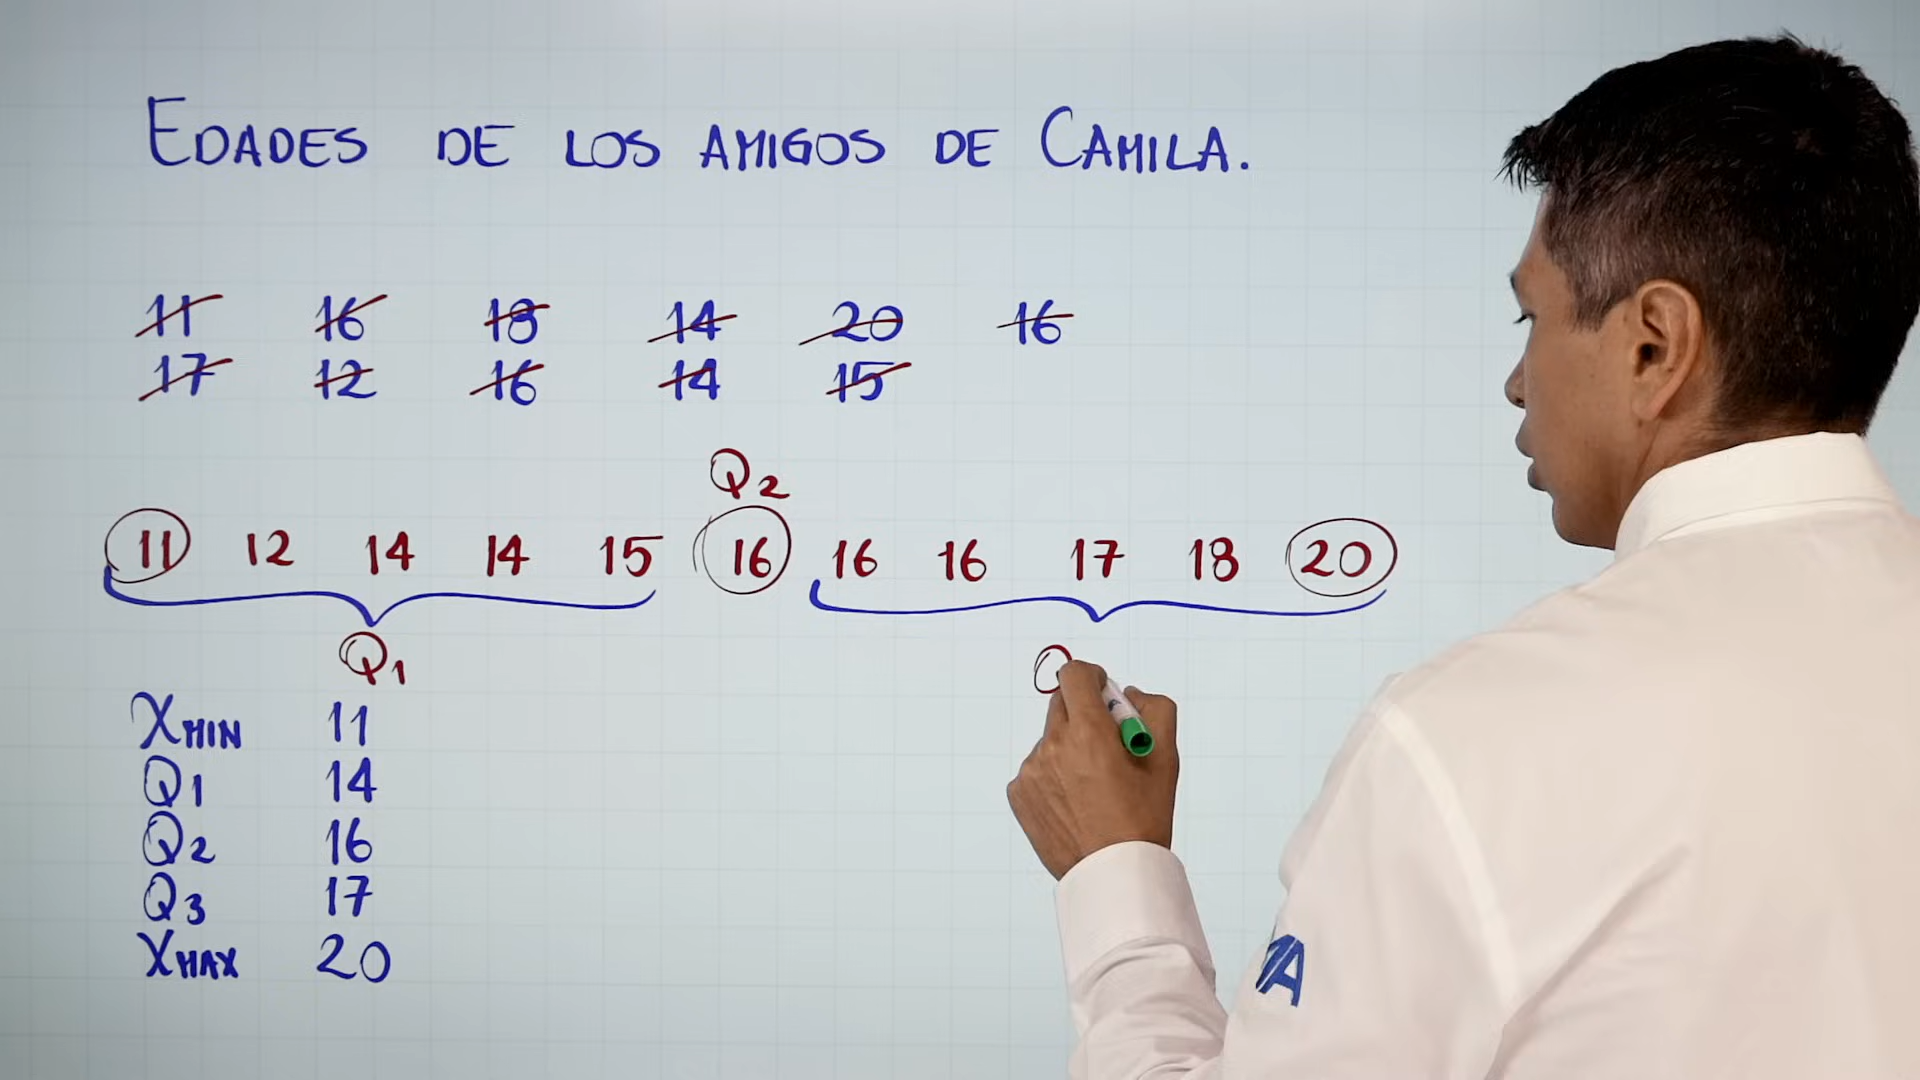 EDADES DE LOS AMIGOS DE CAMILA.
11 16 18 14 20 16
17 12 16 14 15
Q2
11 12 14 14 15 16 16 16 17 18 20
Q1
XMIN 11
Q1 14
Q2 16
Q3 17
XMAX 20